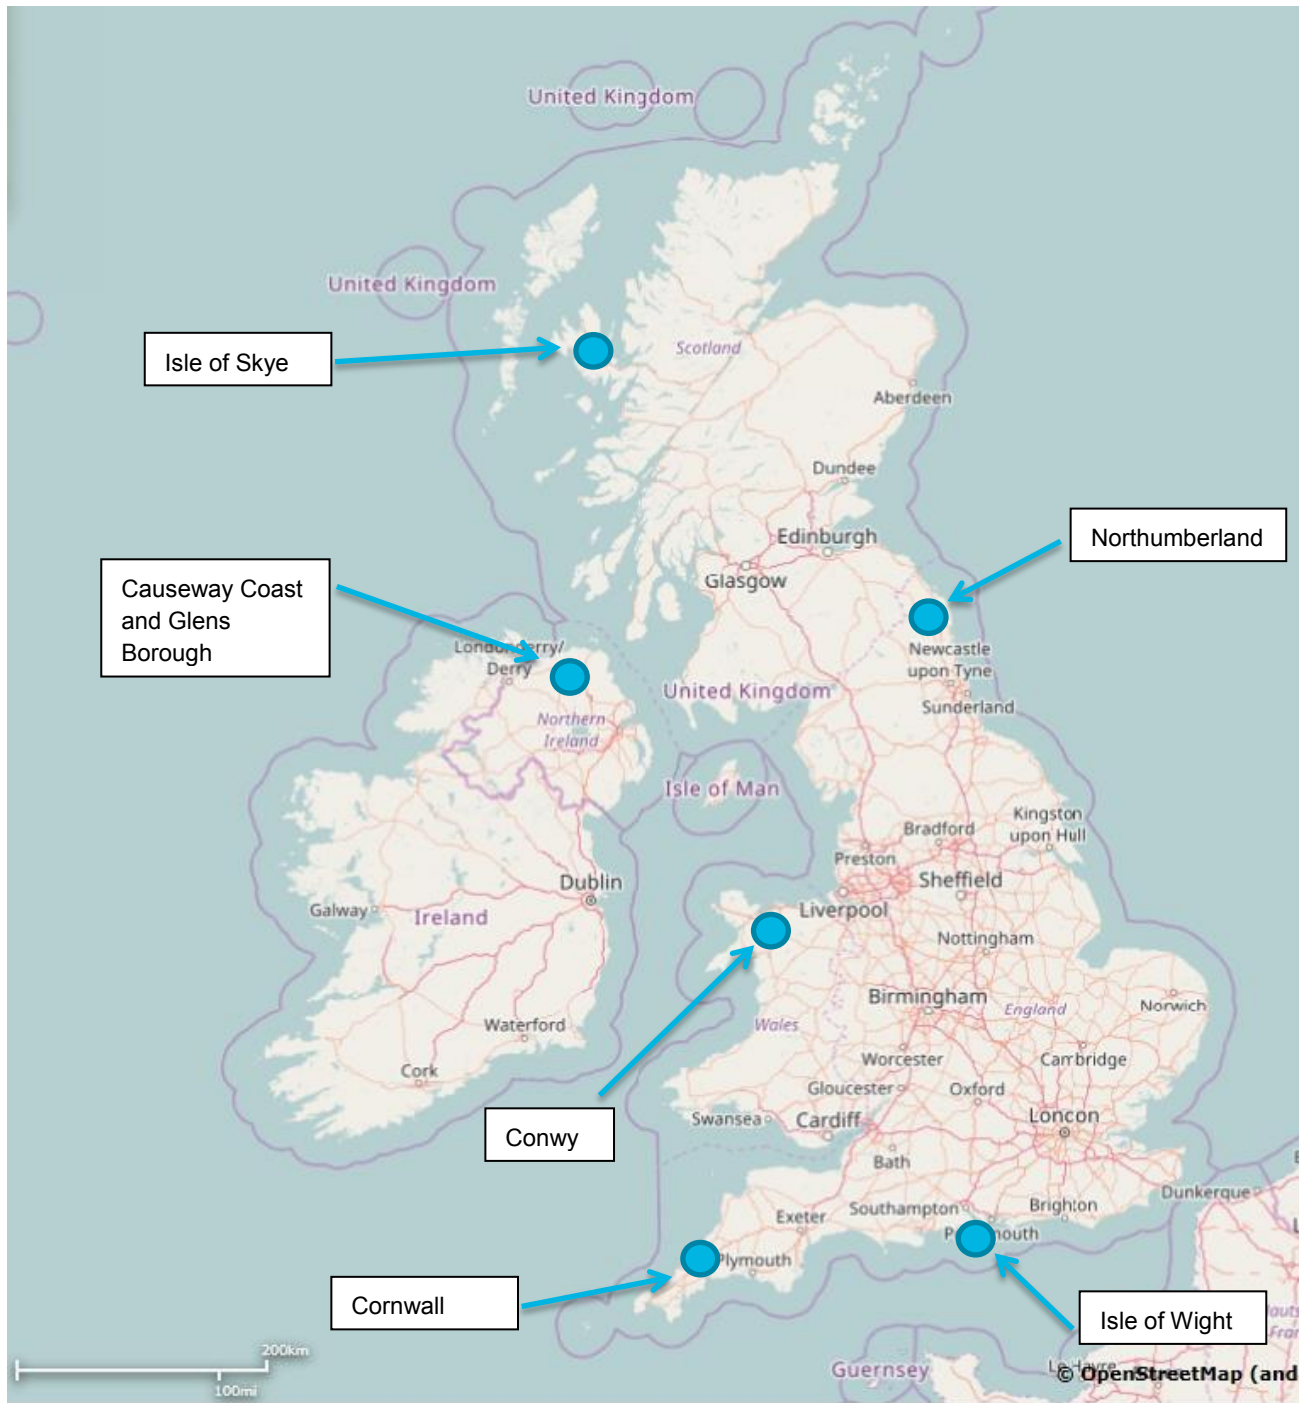 United Kingdom
United Kingdom
Isle of Skye
Scotland
Aberdeen
Dundee
Northumberland
Edinburgh
Glasgow
Causeway Coast
and Glens
Borough
Derry
Newcastle
upon Tyne
United Kingdom
Sunderland
Northern
Ireland
Isle of Man
Kingston
upon Hull
Bradford
Preston
Sheffield
Dublin
Liverpool
Galway
Ireland
Nottingham
Birmingham
England
Norwich
Waterford
Wales
Worcester
Cambridge
Cork
Gloucester
Oxford
Swansea
Cardiff
Loncon
Conwy
Bath
Dunkerque
Southampton
Brighton
Exeter
Plymouth
Cornwall
Isle of Wight
200km
100mi
Guernsey
© OpenStreetMap (and